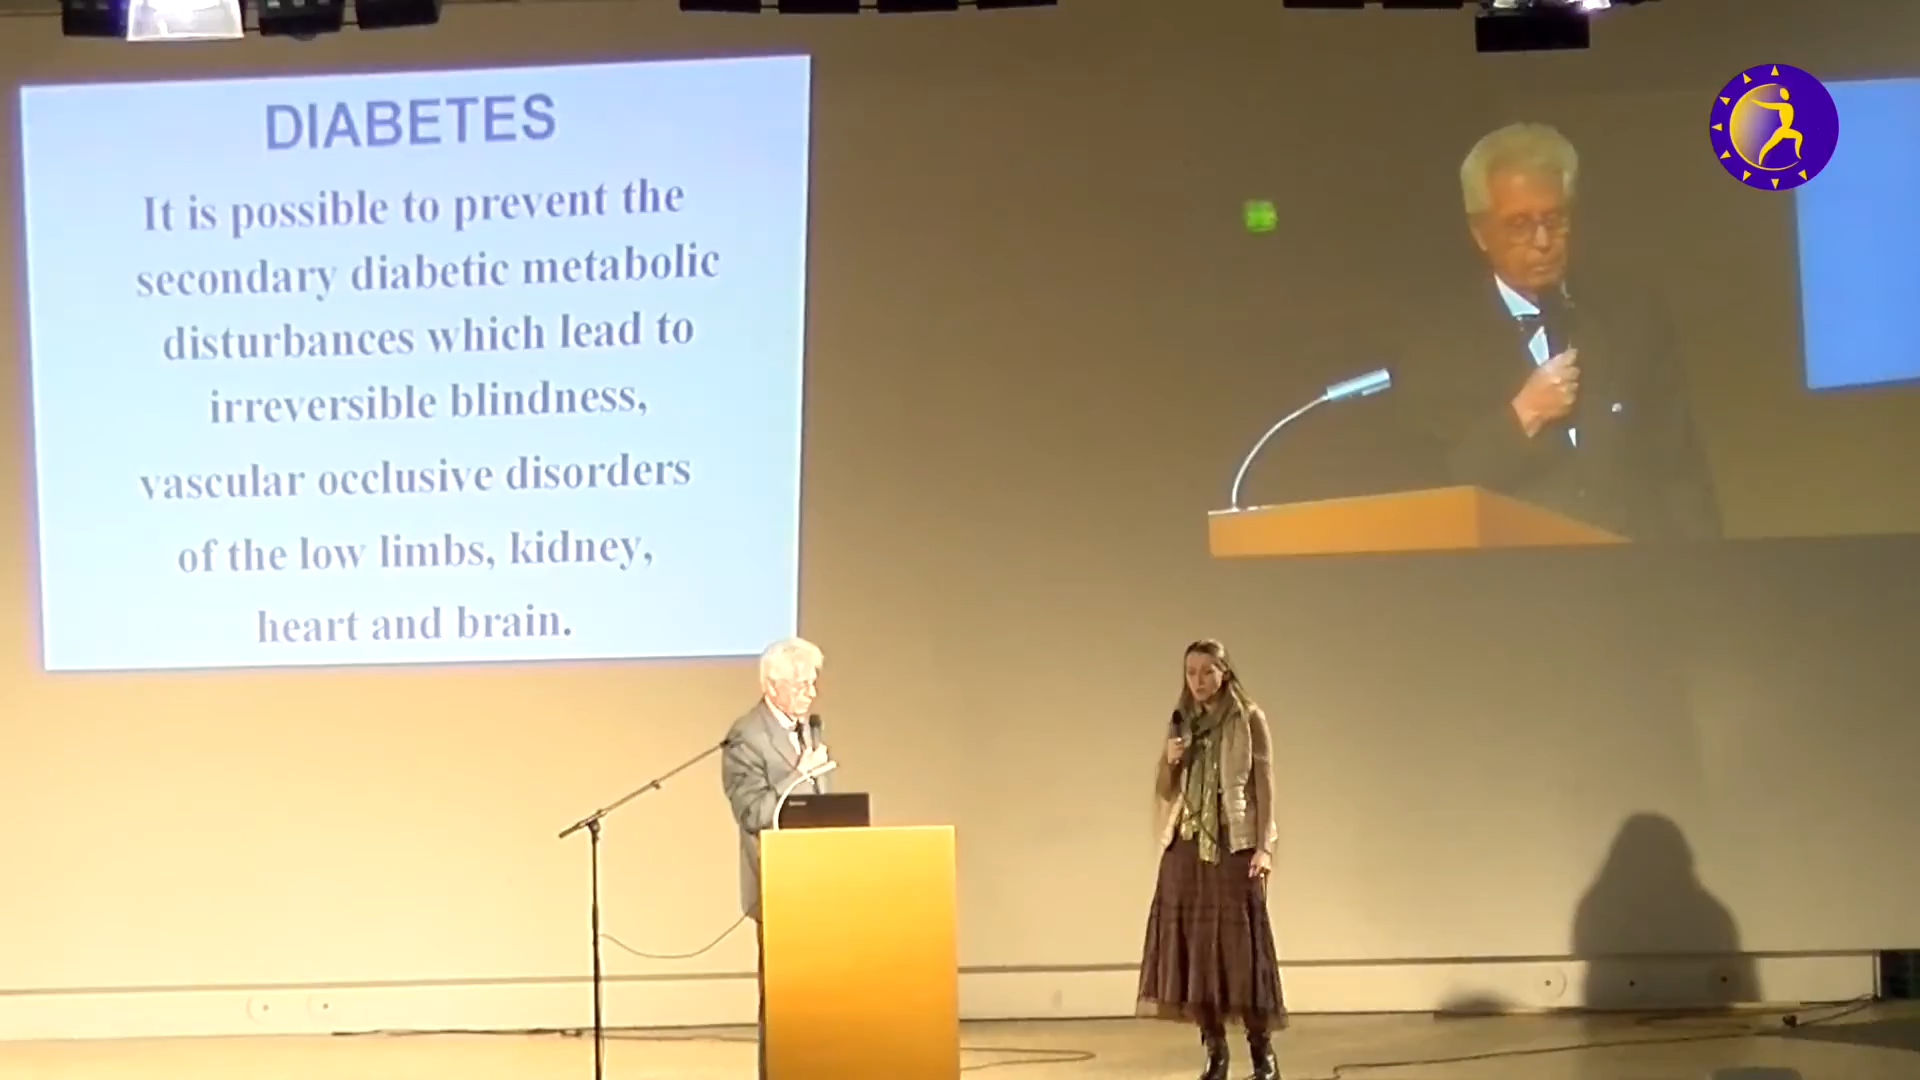 DIABETES
It is possible to prevent the
secondary diabetic metabolic
disturbances which lead to
irreversible blindness,
vascular occlusive disorders
of the low limbs, kidney,
heart and brain.